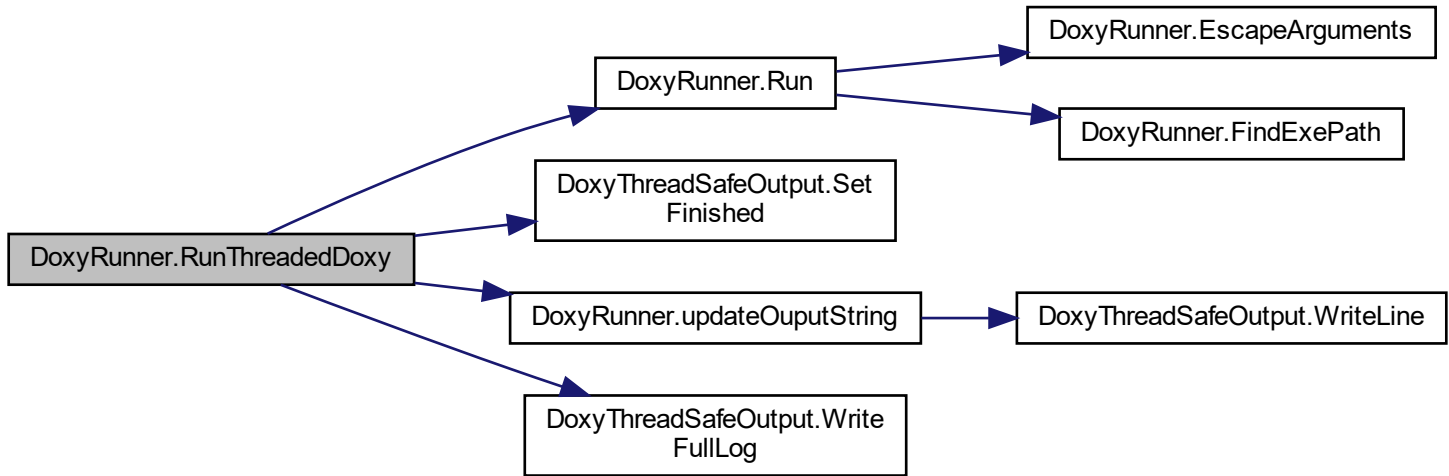 DoxyRunner.EscapeArguments
DoxyRunner.Run
DoxyRunner.FindExePath
DoxyThreadSafeOutput.Set
Finished
DoxyRunner.RunThreadedDoxy
DoxyRunner.updateOuputString
DoxyThreadSafeOutput.WriteLine
DoxyThreadSafeOutput.Write
FullLog